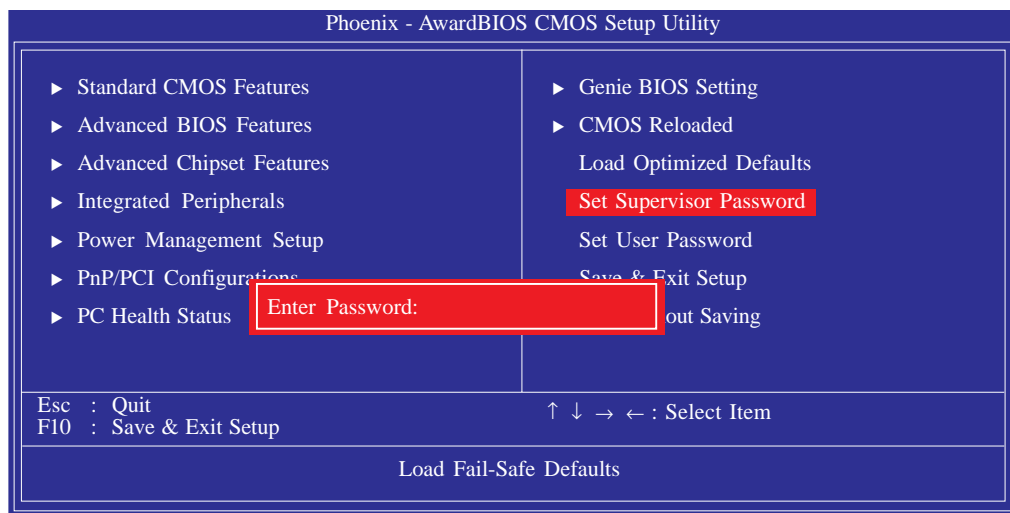 Phoenix - AwardBIOS CMOS Setup Utility
▶ Standard CMOS Features
▶ Advanced BIOS Features
▶ Advanced Chipset Features
▶ Integrated Peripherals
▶ Power Management Setup
▶ PnP/PCI Configurations
▶ PC Health Status
▶ Genie BIOS Setting
▶ CMOS Reloaded
Load Optimized Defaults
Set Supervisor Password
Set User Password
Save & Exit Setup
out Saving
Enter Password:
Esc : Quit
F10 : Save & Exit Setup
↑ ↓ → ← : Select Item
Load Fail-Safe Defaults